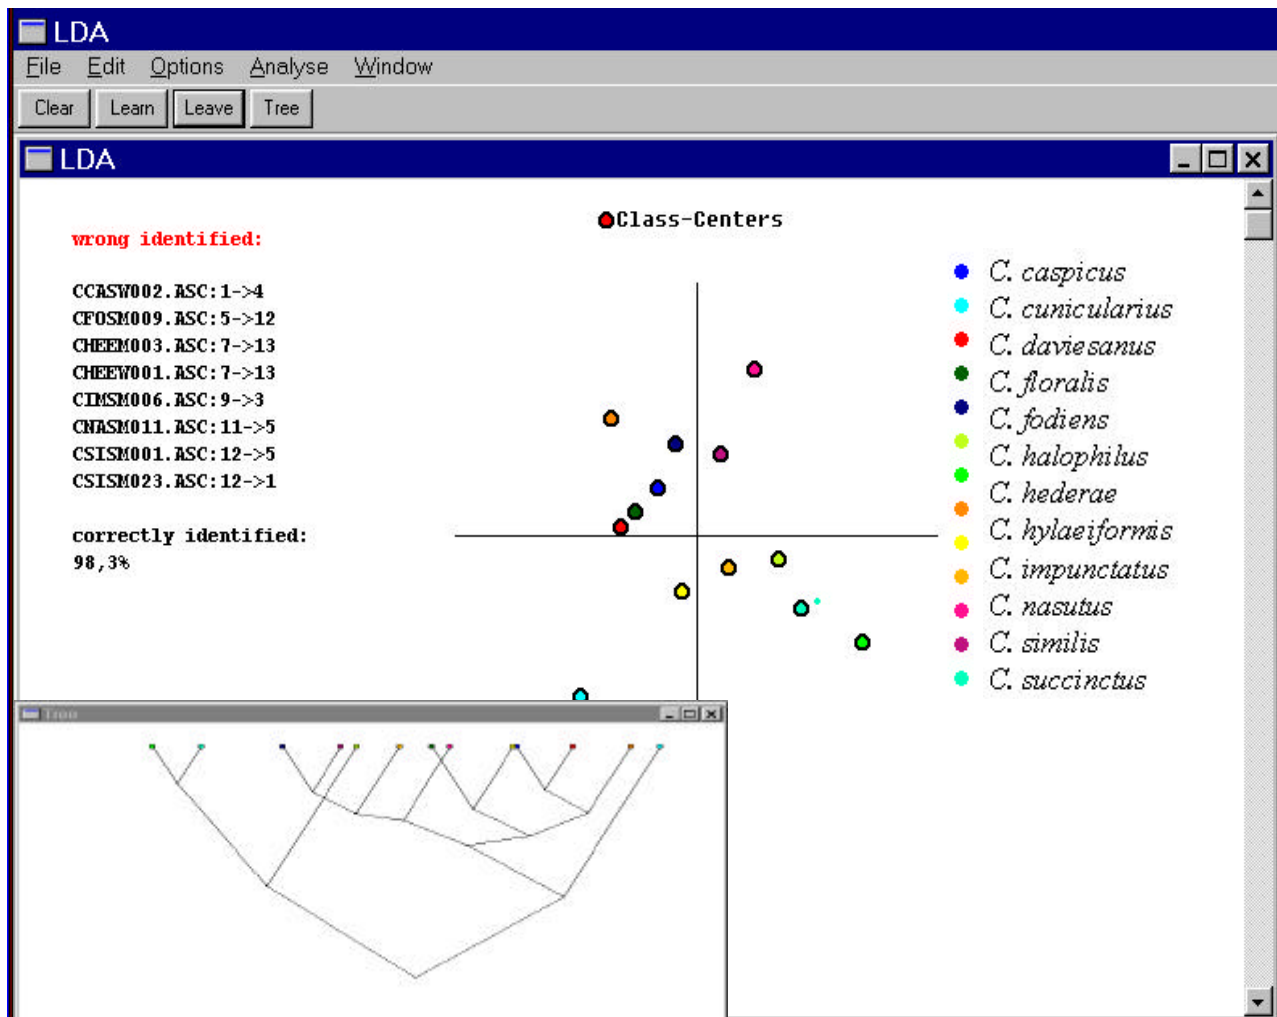 LDA
File Edit Options Analyse Window
Clear Learn Leave Tree
LDA
Class-Centers
wrong identified:
CCASW002.ASC:1->4
CFOSM009.ASC:5->12
CHEEM003.ASC:7->13
CHEEW001.ASC:7->13
CIMSM006.ASC:9->3
CNASM011.ASC:11->5
CSISM001.ASC:12->5
CSISM023.ASC:12->1
correctly identified:
98,3%
C. caspicus
C. cunicularius
C. daviesanus
C. floralis
C. fodiens
C. halophilus
C. hederae
C. hylaeiformis
C. impunctatus
C. nasutus
C. similis
C. succinctus
Tree